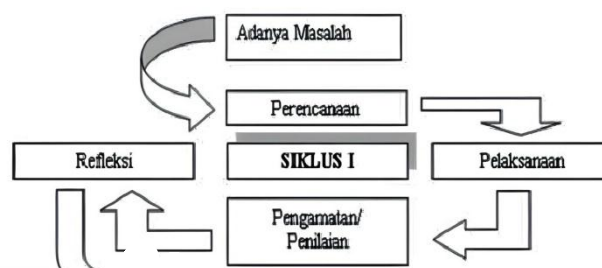 Adanya Masalah
Perencanaan
Refleksi
SIKLUS I
Pelaksanaan
Pengamatan/
Penilaian